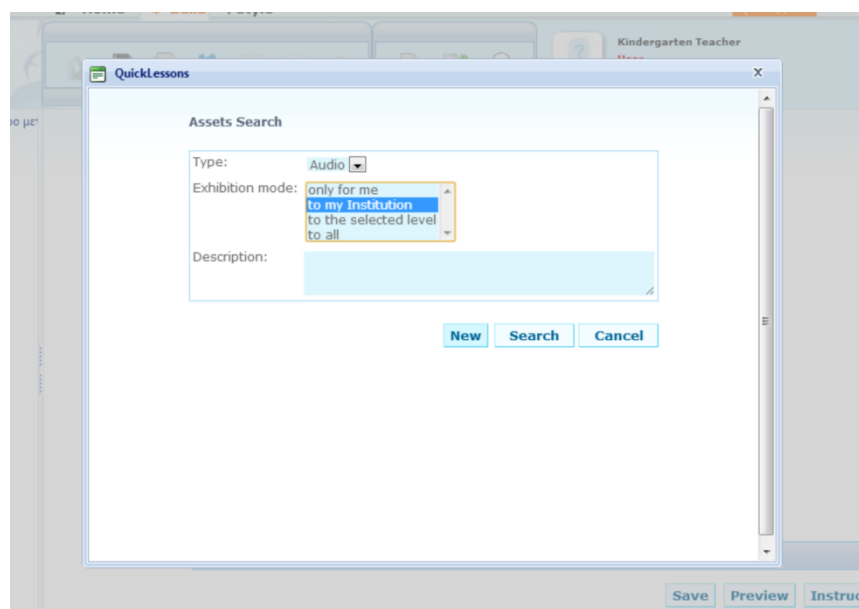 Kindergarten Teacher
QuickLessons
x
Assets Search
Type:
Audio
Exhibition mode:
only for me
to my Institution
to the selected level
to all
Description:
New Search Cancel
Save Preview Instruc